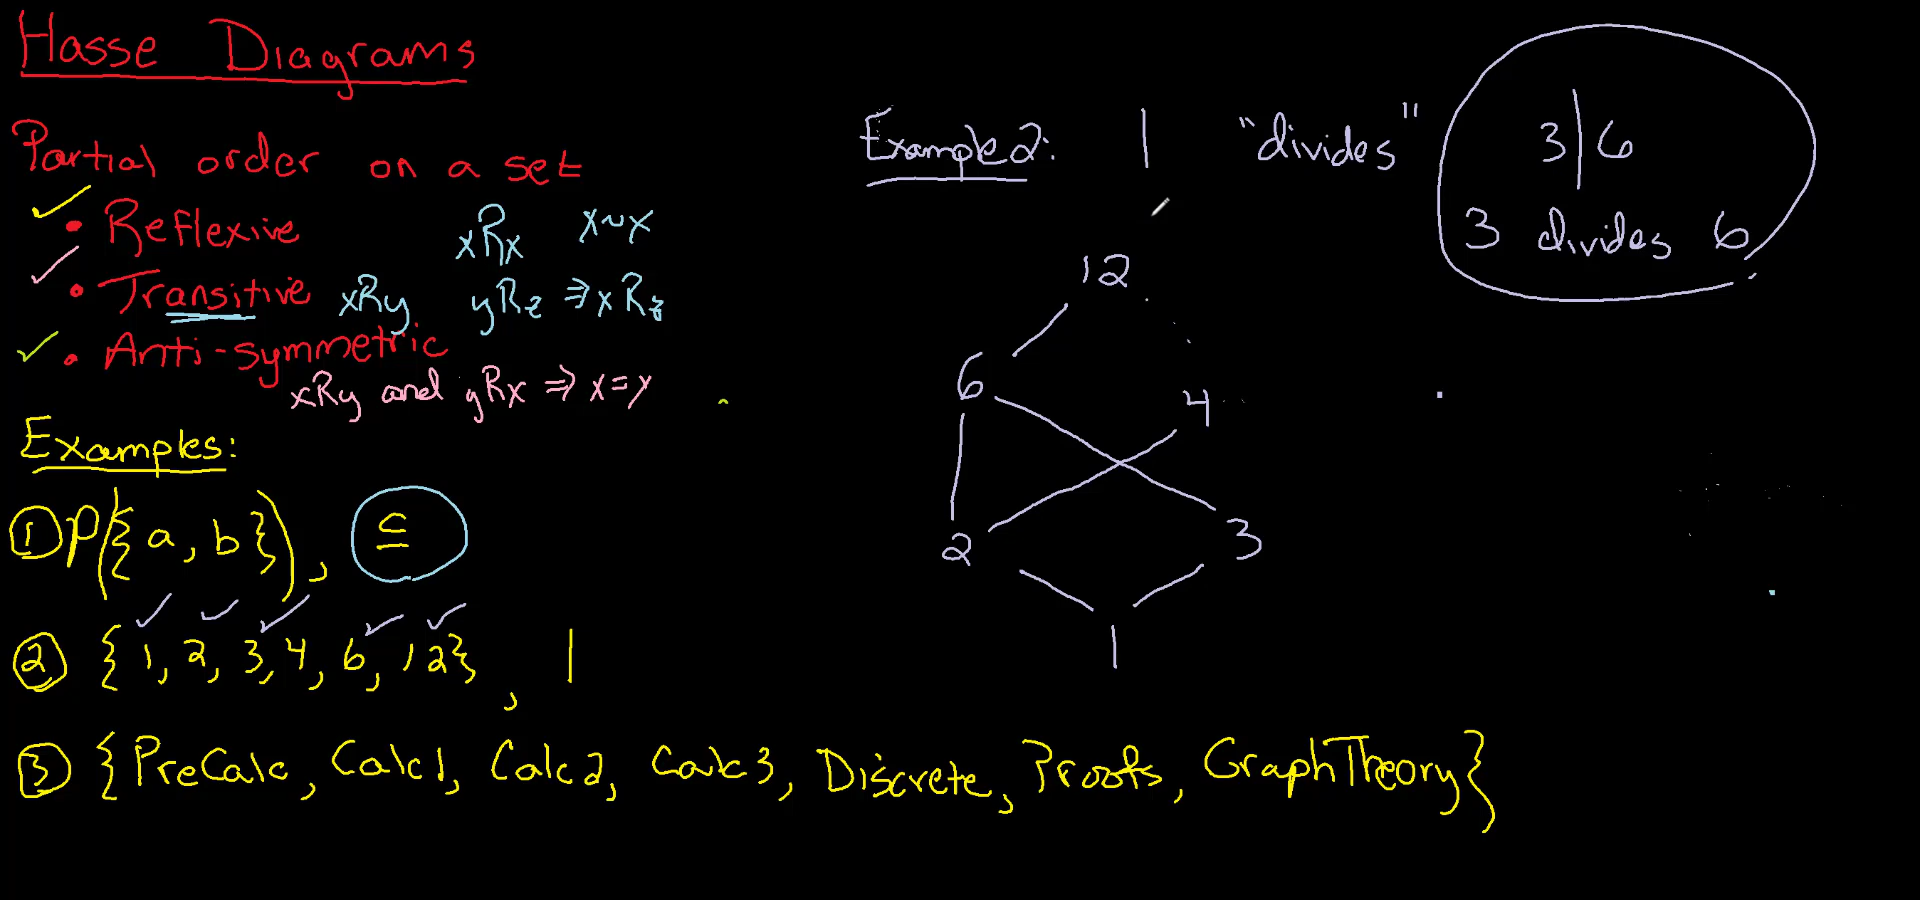 Hasse Diagrams
Partial order on a set
• Reflexive xRx x~x
• Transitive xRy yRz ⇒ xRz
• Anti-symmetric
xRy and yRx ⇒ x=y
Examples:
① P({a, b}), ⊆
② {1, 2, 3, 4, 6, 12}, |
③ {PreCalc, Calc1, Calc2, Calc3, Discrete, Proofs, GraphTheory}
Example 2: | "divides"
3|6
3 divides 6
12
6 4
2 3
1